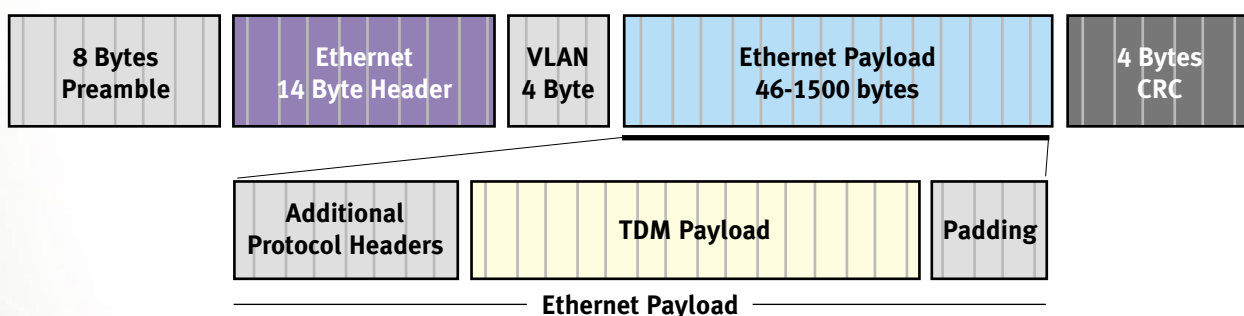 8 Bytes
Preamble
Ethernet
14 Byte Header
VLAN
4 Byte
Ethernet Payload
46-1500 bytes
4 Bytes
CRC
Additional
Protocol Headers
TDM Payload
Padding
Ethernet Payload